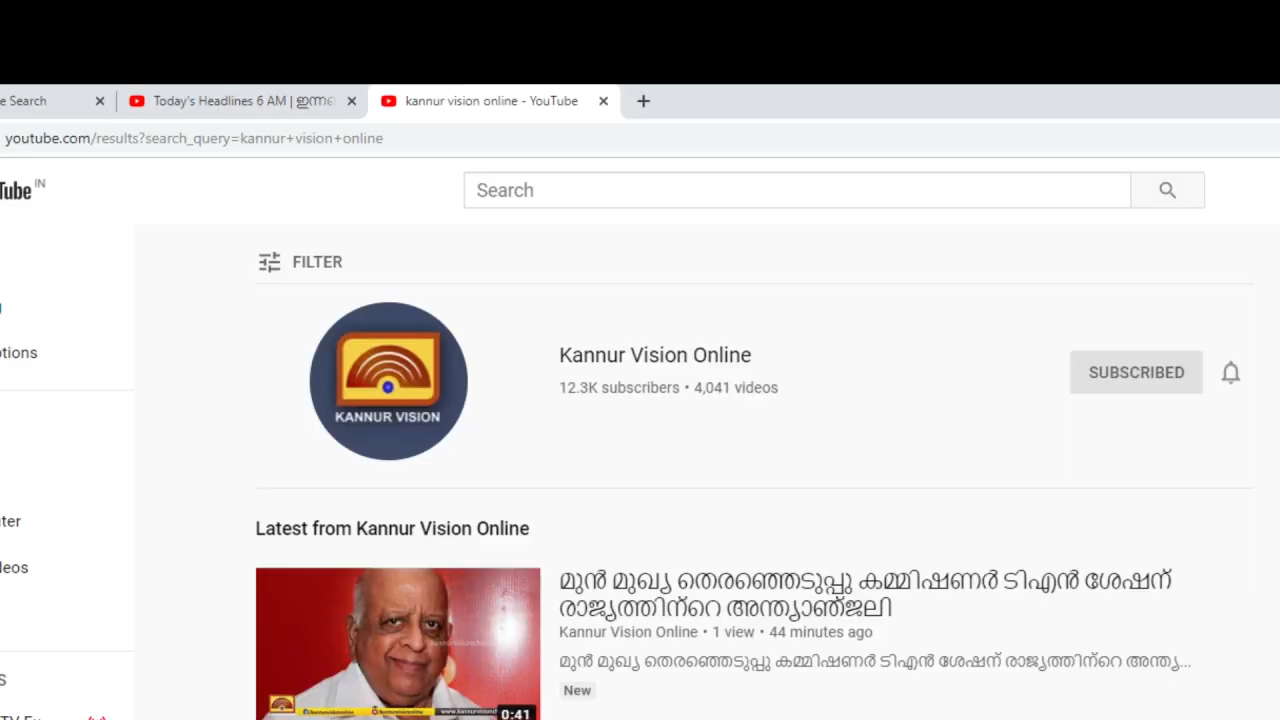 e Search
Today's Headlines 6 AM | ഇന്നത്
kannur vision online - YouTube
youtube.com/results?search_query=kannur+vision+online
Tube IN
Search
FILTER
KANNUR VISION
Kannur Vision Online
12.3K subscribers • 4,041 videos
SUBSCRIBED
ptions
Latest from Kannur Vision Online
ter
leos
മുൻ മുഖ്യ തെരഞ്ഞെടുപ്പു കമ്മിഷണർ ടിഎൻ ശേഷന്
രാജ്യത്തിന്റെ അന്ത്യാഞ്ജലി
Kannur Vision Online • 1 view • 44 minutes ago
മുൻ മുഖ്യ തെരഞ്ഞെടുപ്പു കമ്മിഷണർ ടിഎൻ ശേഷന് രാജ്യത്തിന്റെ അന്ത്യ...
New
S
0:41